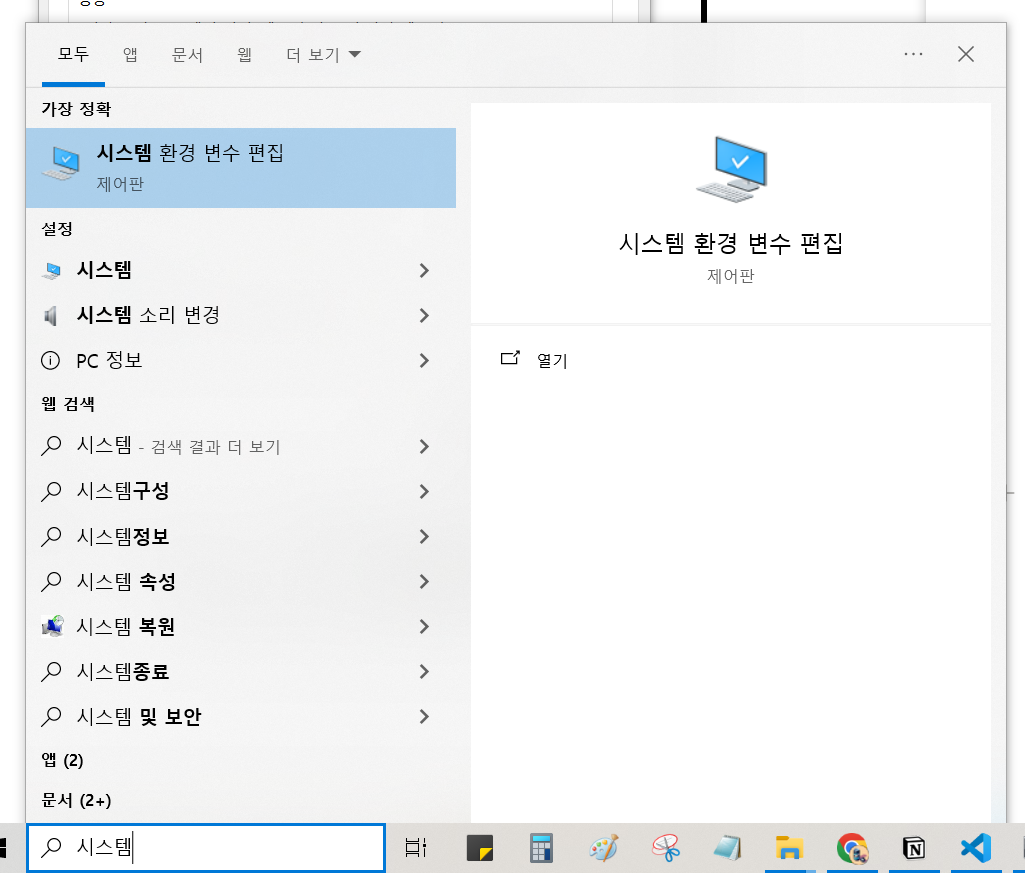 모두 앱 문서 웹 더 보기
가장 정확
시스템 환경 변수 편집
제어판
설정
시스템
시스템 소리 변경
PC 정보
웹 검색
시스템 - 검색 결과 더 보기
시스템구성
시스템정보
시스템 속성
시스템 복원
시스템종료
시스템 및 보안
앱 (2)
문서 (2+)
시스템 환경 변수 편집
제어판
열기
시스템